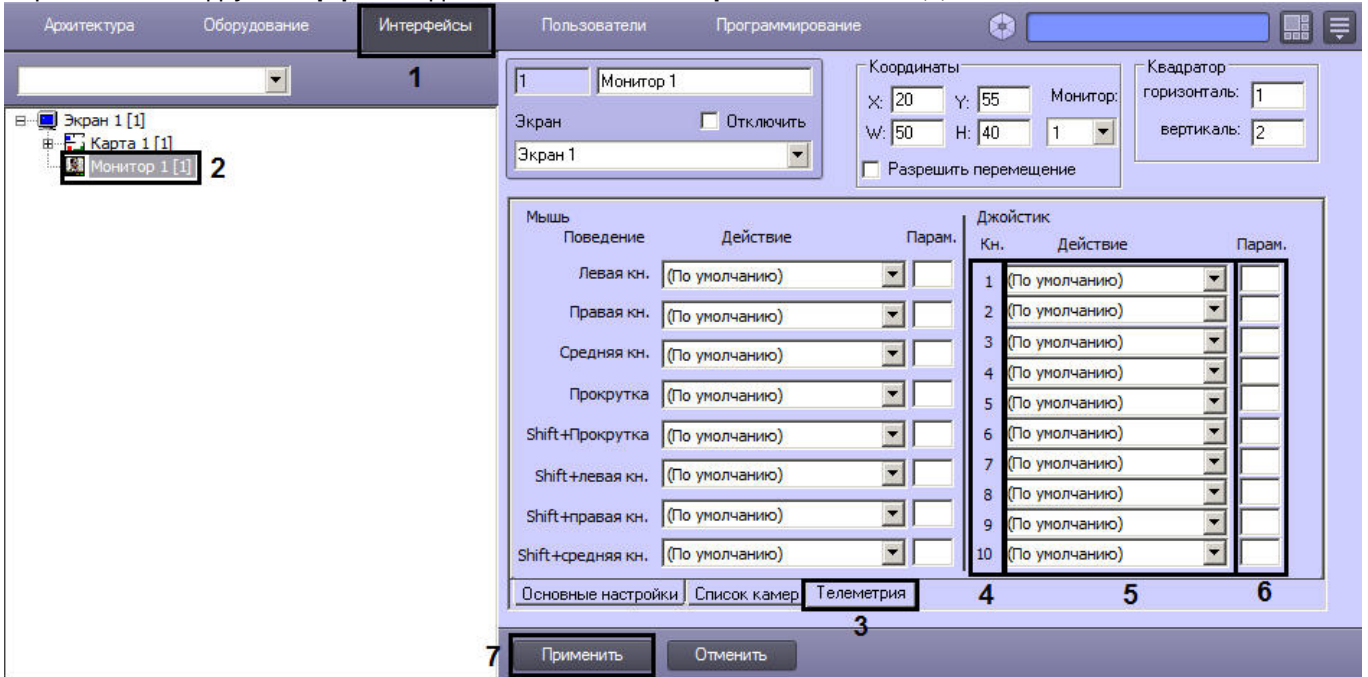 Архитектура Оборудование Интерфейсы Пользователи Программирование
1
1 Монитор 1
Экран Отключить
Экран 1
Координаты
X: 20 Y: 55 Монитор:
W: 50 H: 40 1
Разрешить перемещение
Квадратор
горизонталь: 1
вертикаль: 2
Экран 1 [1]
Карта 1 [1]
Монитор 1 [1] 2
Мышь
Поведение Действие Парам.
Левая кн. (По умолчанию)
Правая кн. (По умолчанию)
Средняя кн. (По умолчанию)
Прокрутка (По умолчанию)
Shift+Прокрутка (По умолчанию)
Shift+левая кн. (По умолчанию)
Shift+правая кн. (По умолчанию)
Shift+средняя кн. (По умолчанию)
Джойстик
Кн. Действие Парам.
1 (По умолчанию)
2 (По умолчанию)
3 (По умолчанию)
4 (По умолчанию)
5 (По умолчанию)
6 (По умолчанию)
7 (По умолчанию)
8 (По умолчанию)
9 (По умолчанию)
10 (По умолчанию)
Основные настройки Список камер Телеметрия 4 5 6
3
7 Применить Отменить